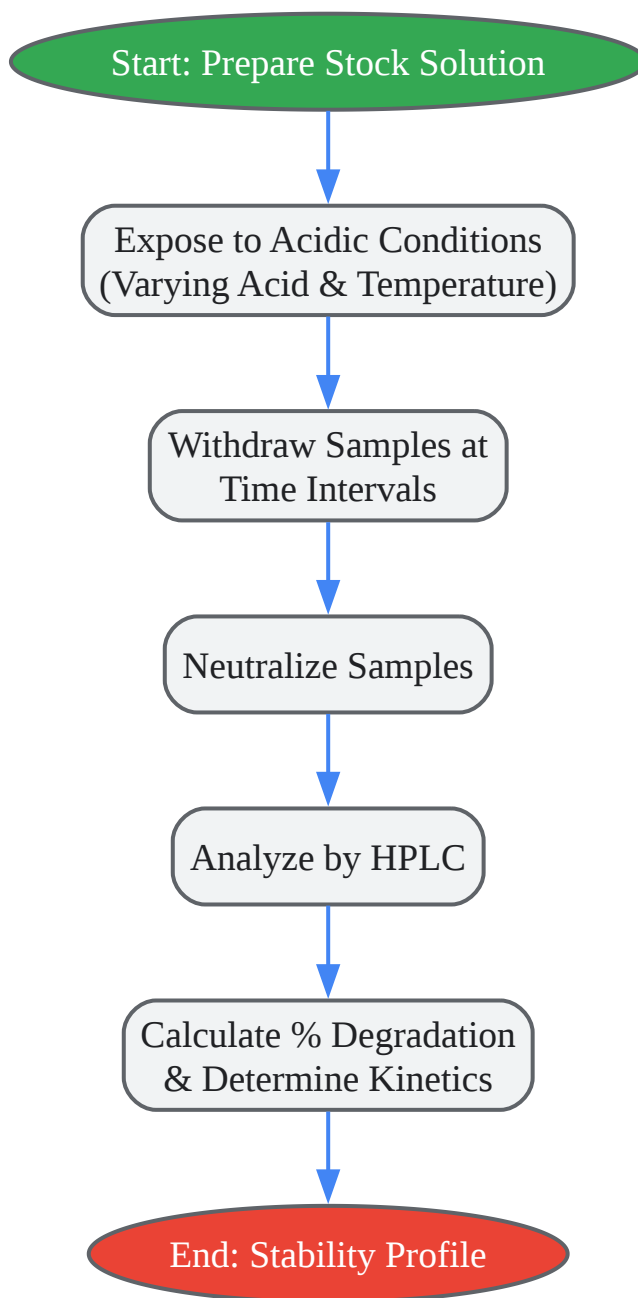 Start: Prepare Stock Solution
Expose to Acidic Conditions
(Varying Acid & Temperature)
Withdraw Samples at
Time Intervals
Neutralize Samples
Analyze by HPLC
Calculate % Degradation
& Determine Kinetics
End: Stability Profile